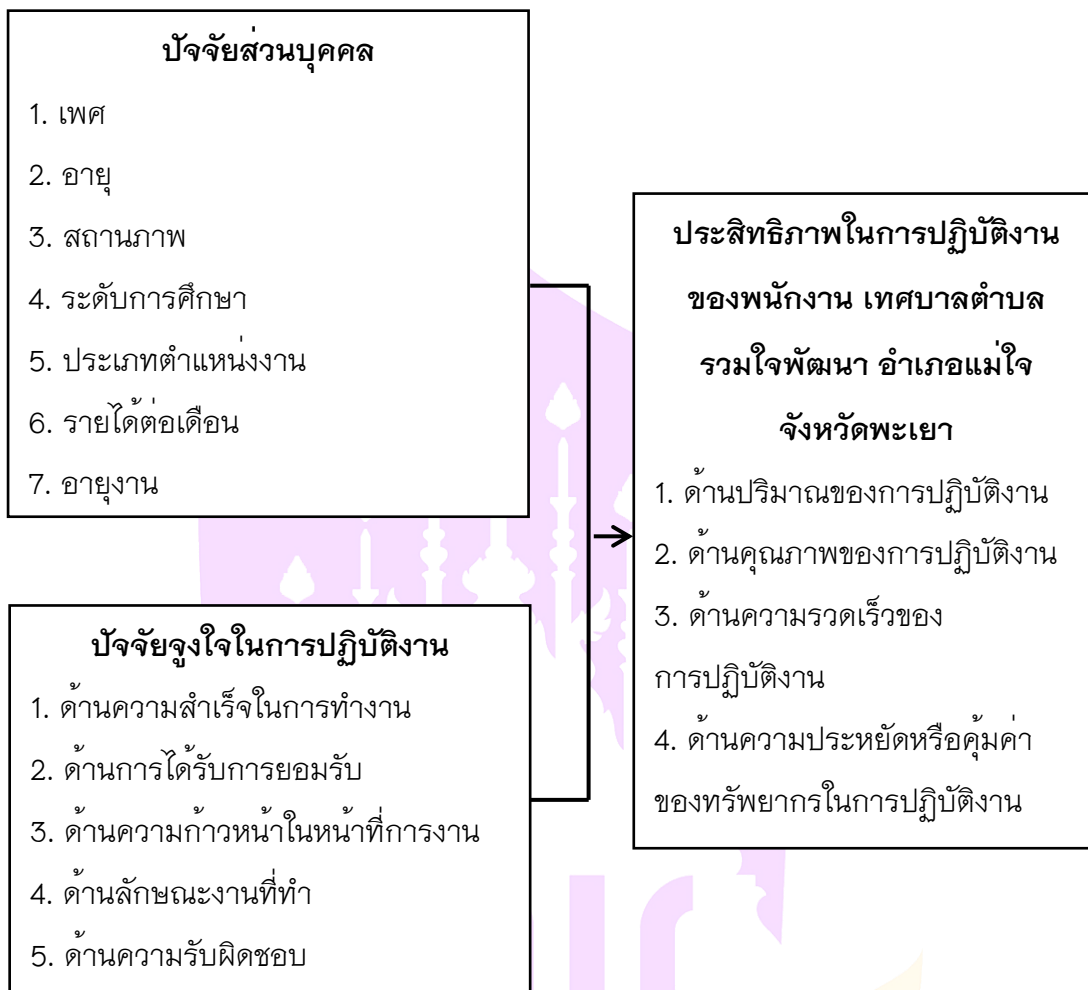 ปัจจัยส่วนบุคคล
1. เพศ
2. อายุ
3. สถานภาพ
4. ระดับการศึกษา
5. ประเภทตำแหน่งงาน
6. รายได้ต่อเดือน
7. อายุงาน
ปัจจัยจูงใจในการปฏิบัติงาน
1. ด้านความสำเร็จในการทำงาน
2. ด้านการได้รับการยอมรับ
3. ด้านความก้าวหน้าในหน้าที่การงาน
4. ด้านลักษณะงานที่ทำ
5. ด้านความรับผิดชอบ
ประสิทธิภาพในการปฏิบัติงาน
ของพนักงาน เทศบาลตำบล
รวมใจพัฒนา อำเภอแม่ใจ
จังหวัดพะเยา
1. ด้านปริมาณของการปฏิบัติงาน
2. ด้านคุณภาพของการปฏิบัติงาน
3. ด้านความรวดเร็วของ
การปฏิบัติงาน
4. ด้านความประหยัดหรือคุ้มค่า
ของทรัพยากรในการปฏิบัติงาน